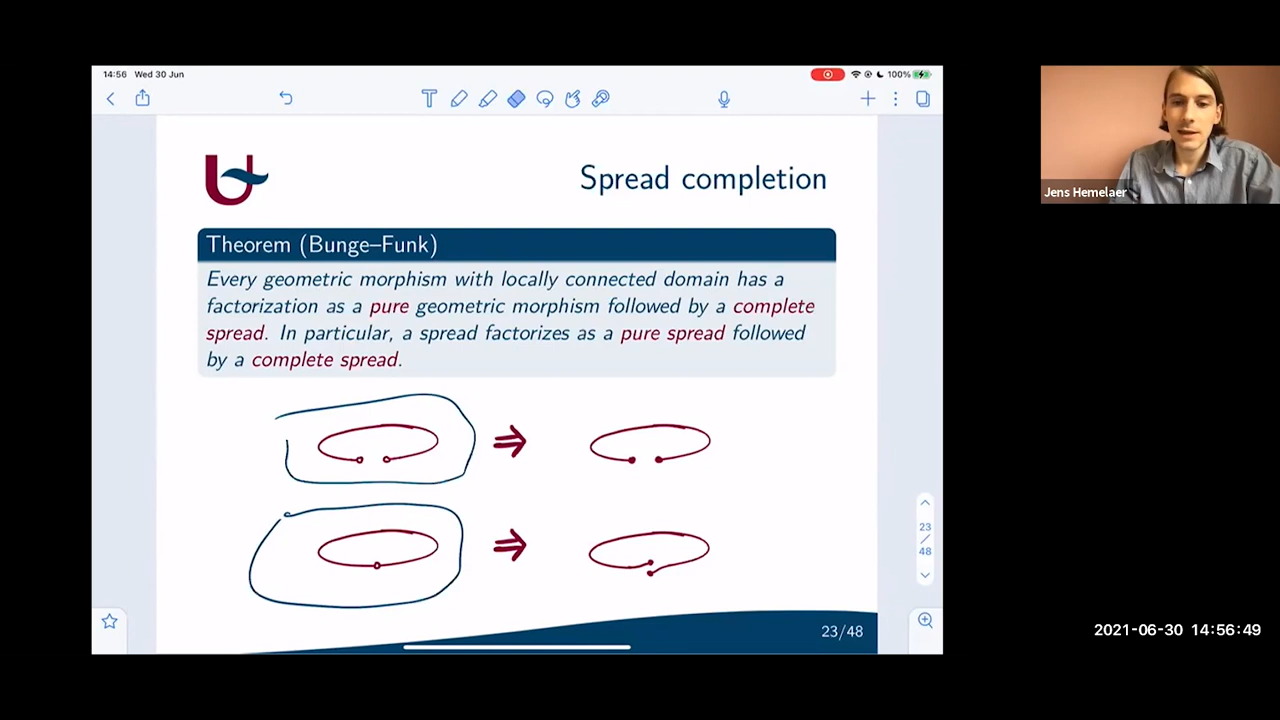 14:56 Wed 30 Jun
100%
Spread completion
Theorem (Bunge–Funk)
Every geometric morphism with locally connected domain has a
factorization as a pure geometric morphism followed by a complete
spread. In particular, a spread factorizes as a pure spread followed
by a complete spread.
23
/
48
23/48
Jens Hemelaer
2021-06-30 14:56:49